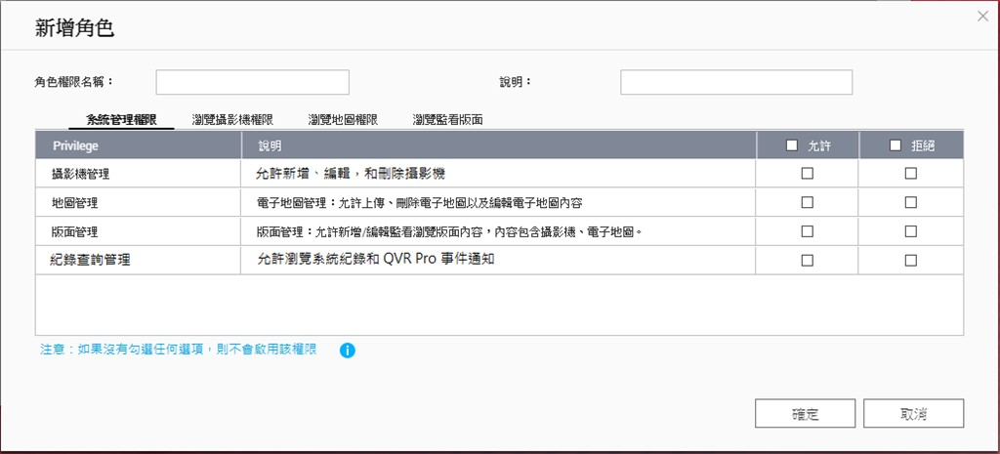 新增角色
角色權限名稱： 說明：
系統管理權限 瀏覽攝影機權限 瀏覽地圖權限 瀏覽監看版面
Privilege 說明 允許 拒絕
攝影機管理 允許新增、編輯，和刪除攝影機
地圖管理 電子地圖管理：允許上傳、刪除電子地圖以及編輯電子地圖內容
版面管理 版面管理：允許新增/編輯監看瀏覽版面內容，內容包含攝影機、電子地圖。
紀錄查詢管理 允許瀏覽系統紀錄和 QVR Pro 事件通知
注意：如果沒有勾選任何選項，則不會啟用該權限
確定 取消